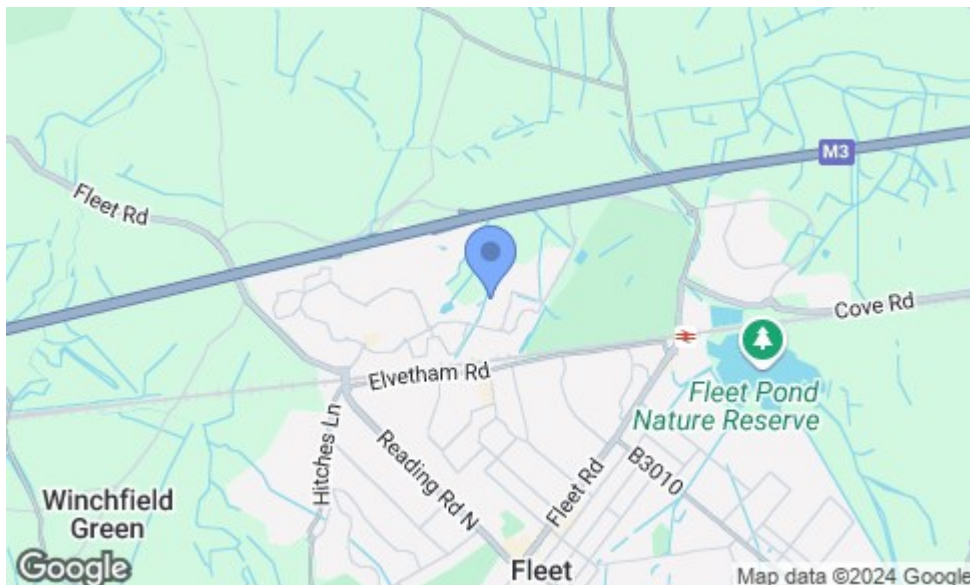 M3
Fleet Rd
Cove Rd
Elvetham Rd
Fleet Pond
Nature Reserve
Hitches Ln
Reading Rd N
Fleet Rd
B3010
Winchfield
Green
Fleet
Google
Map data ©2024 Google